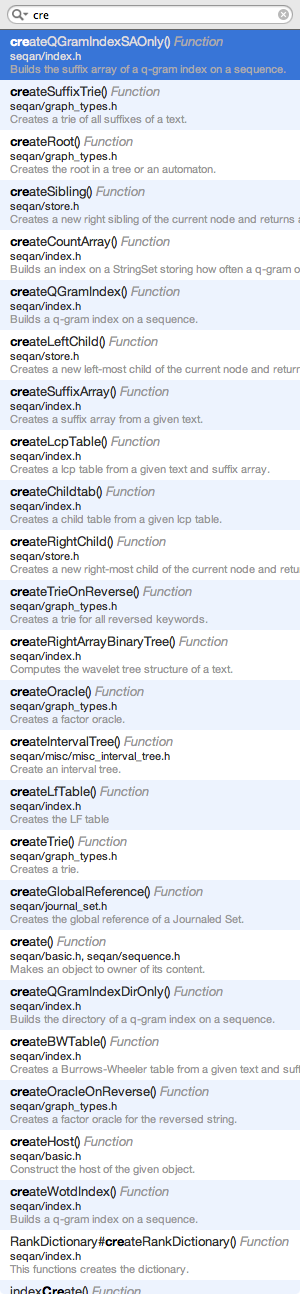 cre
createQGramIndexSAOnly() Function
seqan/index.h
Builds the suffix array of a q-gram index on a sequence.
createSuffixTrie() Function
seqan/graph_types.h
Creates a trie of all suffixes of a text.
createRoot() Function
seqan/graph_types.h
Creates the root in a tree or an automaton.
createSibling() Function
seqan/store.h
Creates a new right sibling of the current node and returns
createCountArray() Function
seqan/index.h
Builds an index on a StringSet storing how often a q-gram o
createQGramIndex() Function
seqan/index.h
Builds a q-gram index on a sequence.
createLeftChild() Function
seqan/store.h
Creates a new left-most child of the current node and return
createSuffixArray() Function
seqan/index.h
Creates a suffix array from a given text.
createLcpTable() Function
seqan/index.h
Creates a lcp table from a given text and suffix array.
createChildtab() Function
seqan/index.h
Creates a child table from a given lcp table.
createRightChild() Function
seqan/store.h
Creates a new right-most child of the current node and retu
createTrieOnReverse() Function
seqan/graph_types.h
Creates a trie for all reversed keywords.
createRightArrayBinaryTree() Function
seqan/index.h
Computes the wavelet tree structure of a text.
createOracle() Function
seqan/graph_types.h
Creates a factor oracle.
createIntervalTree() Function
seqan/misc/misc_interval_tree.h
Create an interval tree.
createLfTable() Function
seqan/index.h
Creates the LF table
createTrie() Function
seqan/graph_types.h
Creates a trie.
createGlobalReference() Function
seqan/journal_set.h
Creates the global reference of a Journaled Set.
create() Function
seqan/basic.h, seqan/sequence.h
Makes an object to owner of its content.
createQGramIndexDirOnly() Function
seqan/index.h
Builds the directory of a q-gram index on a sequence.
createBWTable() Function
seqan/index.h
Creates a Burrows-Wheeler table from a given text and suff
createOracleOnReverse() Function
seqan/graph_types.h
Creates a factor oracle for the reversed string.
createHost() Function
seqan/basic.h
Construct the host of the given object.
createWotdIndex() Function
seqan/index.h
Builds a q-gram index on a sequence.
RankDictionary#createRankDictionary() Function
seqan/index.h
This functions creates the dictionary.
indexCreate() Function